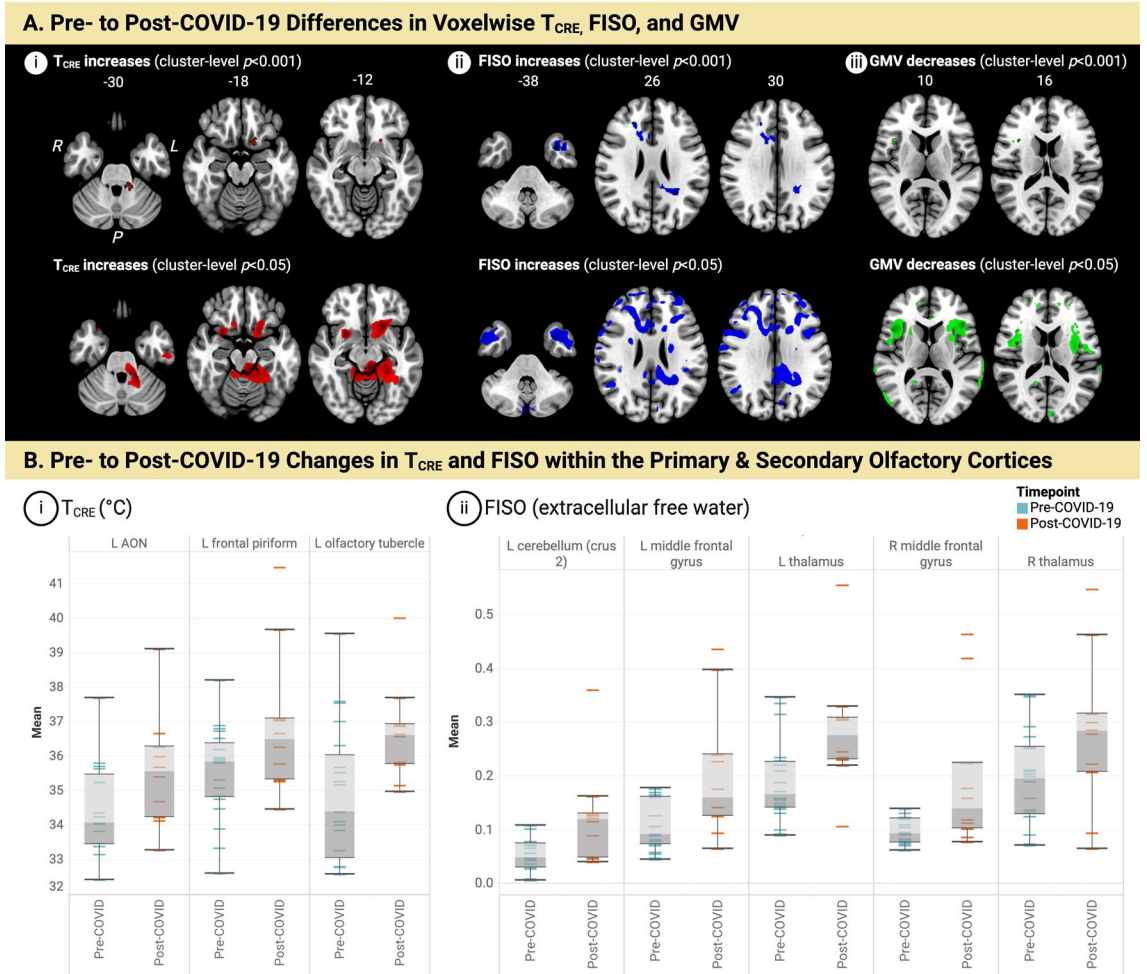 A. Pre- to Post-COVID-19 Differences in Voxelwise TCRE, FISO, and GMV
i TCRE increases (cluster-level p<0.001)
-30 -18 -12
R L
P
ii FISO increases (cluster-level p<0.001)
-38 26 30
iii GMV decreases (cluster-level p<0.001)
10 16
TCRE increases (cluster-level p<0.05)
FISO increases (cluster-level p<0.05)
GMV decreases (cluster-level p<0.05)
B. Pre- to Post-COVID-19 Changes in TCRE and FISO within the Primary & Secondary Olfactory Cortices
i TCRE (°C)
L AON L frontal piriform L olfactory tubercle
Mean
41
40
39
38
37
36
35
34
33
32
Pre-COVID Post-COVID Pre-COVID Post-COVID Pre-COVID Post-COVID
ii FISO (extracellular free water)
Timepoint
Pre-COVID-19
Post-COVID-19
L cerebellum (crus
2)
L middle frontal
gyrus
L thalamus
R middle frontal
gyrus
R thalamus
Mean
0.5
0.4
0.3
0.2
0.1
0.0
Pre-COVID Post-COVID Pre-COVID Post-COVID Pre-COVID Post-COVID Pre-COVID Post-COVID Pre-COVID Post-COVID